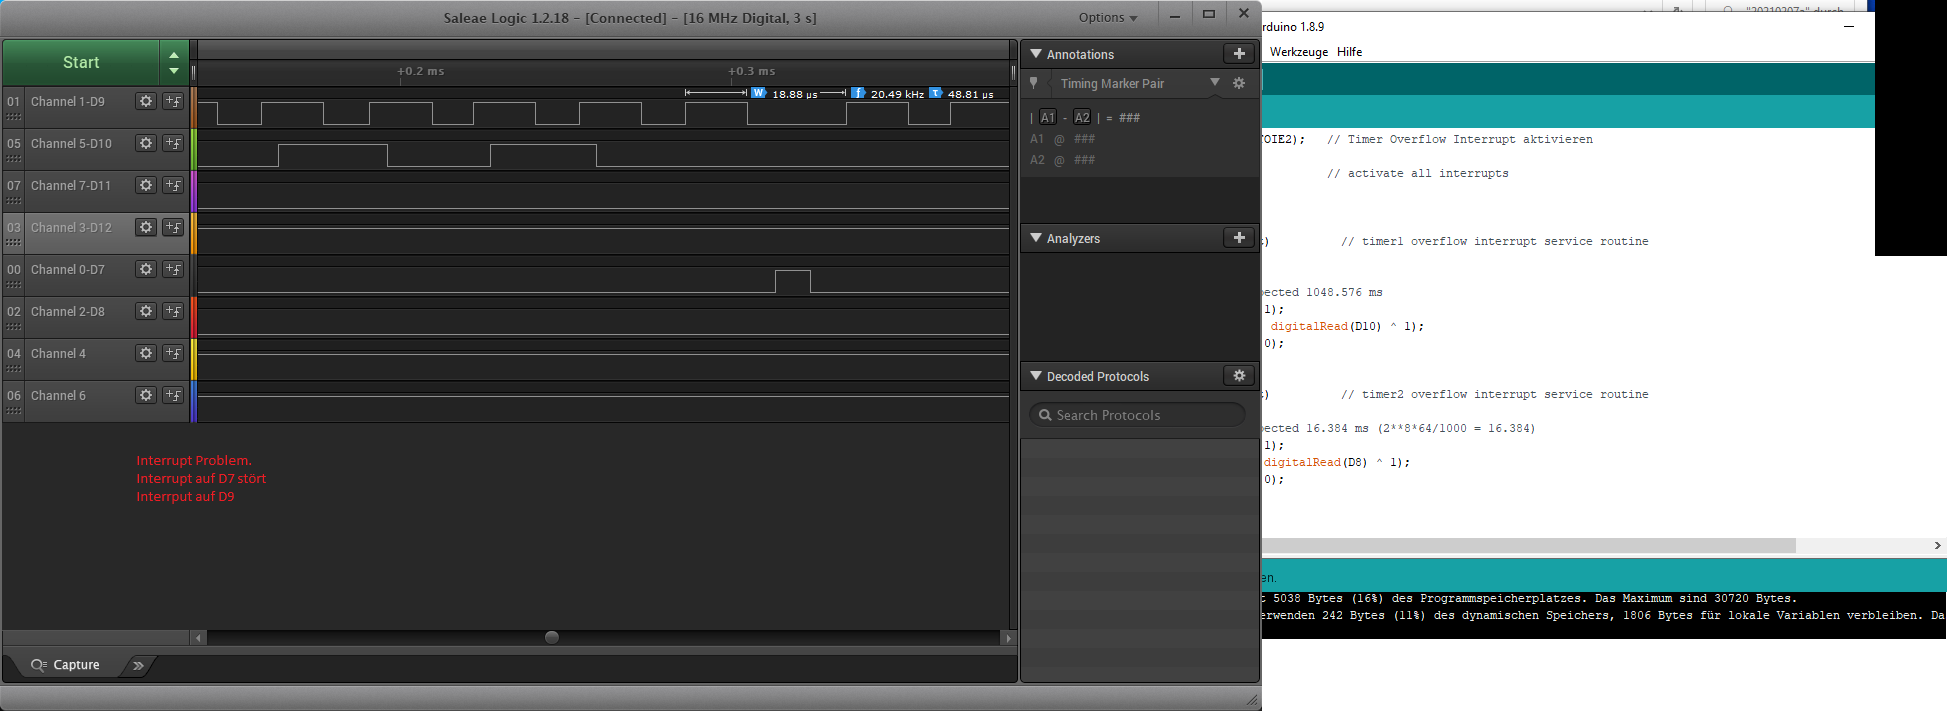 Saleae Logic 1.2.18 - [Connected] - [16 MHz Digital, 3 s]
Options
Start
+0.2 ms
+0.3 ms
01 Channel 1-D9
W 18.88 µs f 20.49 kHz T 48.81 µs
05 Channel 5-D10
07 Channel 7-D11
03 Channel 3-D12
00 Channel 0-D7
02 Channel 2-D8
04 Channel 4
06 Channel 6
Interrupt Problem.
Interrupt auf D7 stört
Interrput auf D9
Capture
Annotations
Timing Marker Pair
| A1 - A2 | = ###
A1 @ ###
A2 @ ###
Analyzers
Decoded Protocols
Search Protocols
rduino 1.8.9
Werkzeuge Hilfe
TOIE2); // Timer Overflow Interrupt aktivieren
// activate all interrupts
) // timer1 overflow interrupt service routine
pected 1048.576 ms
1);
digitalRead(D10) ^ 1);
0);
) // timer2 overflow interrupt service routine
pected 16.384 ms (2**8*64/1000 = 16.384)
1);
digitalRead(D8) ^ 1);
0);
en.
t 5038 Bytes (16%) des Programmspeicherplatzes. Das Maximum sind 30720 Bytes.
erwenden 242 Bytes (11%) des dynamischen Speichers, 1806 Bytes für lokale Variablen verbleiben. Da